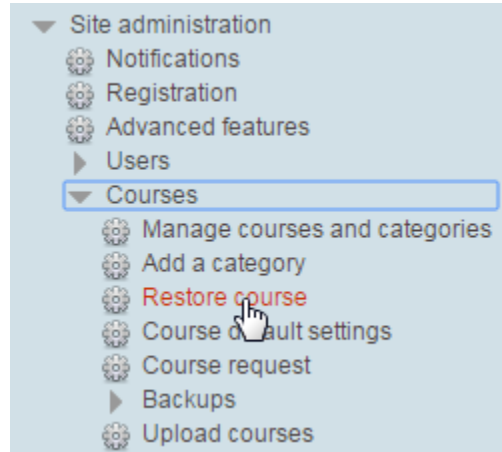 Site administration
Notifications
Registration
Advanced features
Users
Courses
Manage courses and categories
Add a category
Restore course
Course default settings
Course request
Backups
Upload courses